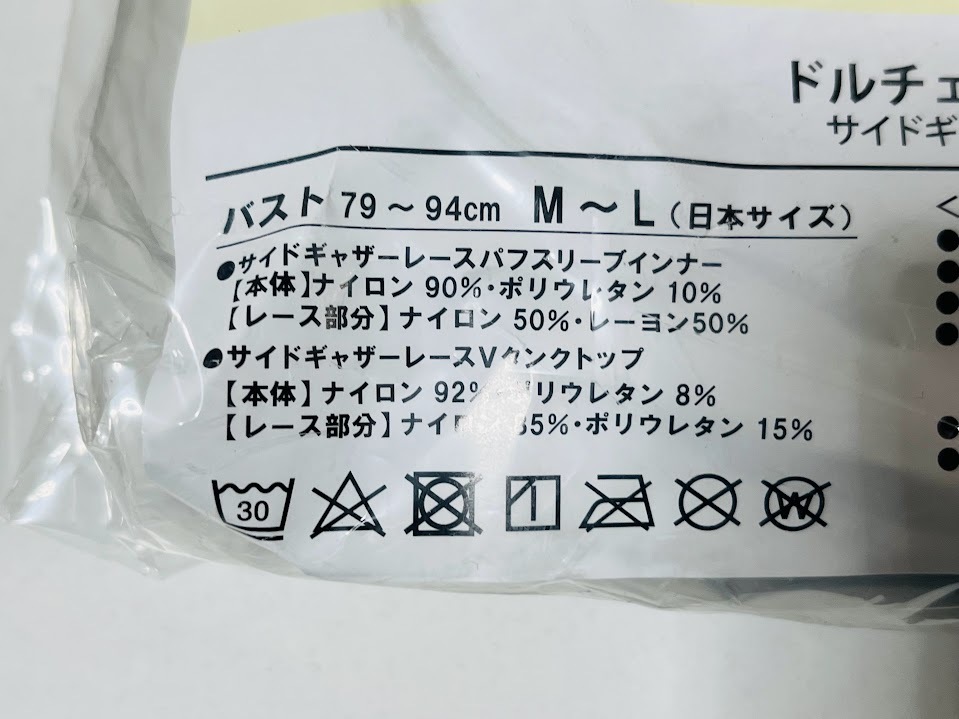 ドルチェ
サイドギ
バスト 79～94cm M～L（日本サイズ）
＜
●サイドギャザーレースパフスリーブインナー
【本体】ナイロン 90%・ポリウレタン 10%
【レース部分】ナイロン 50%・レーヨン50%
●サイドギャザーレースVタンクトップ
【本体】ナイロン 92%・ポリウレタン 8%
【レース部分】ナイロン 85%・ポリウレタン 15%
30
W